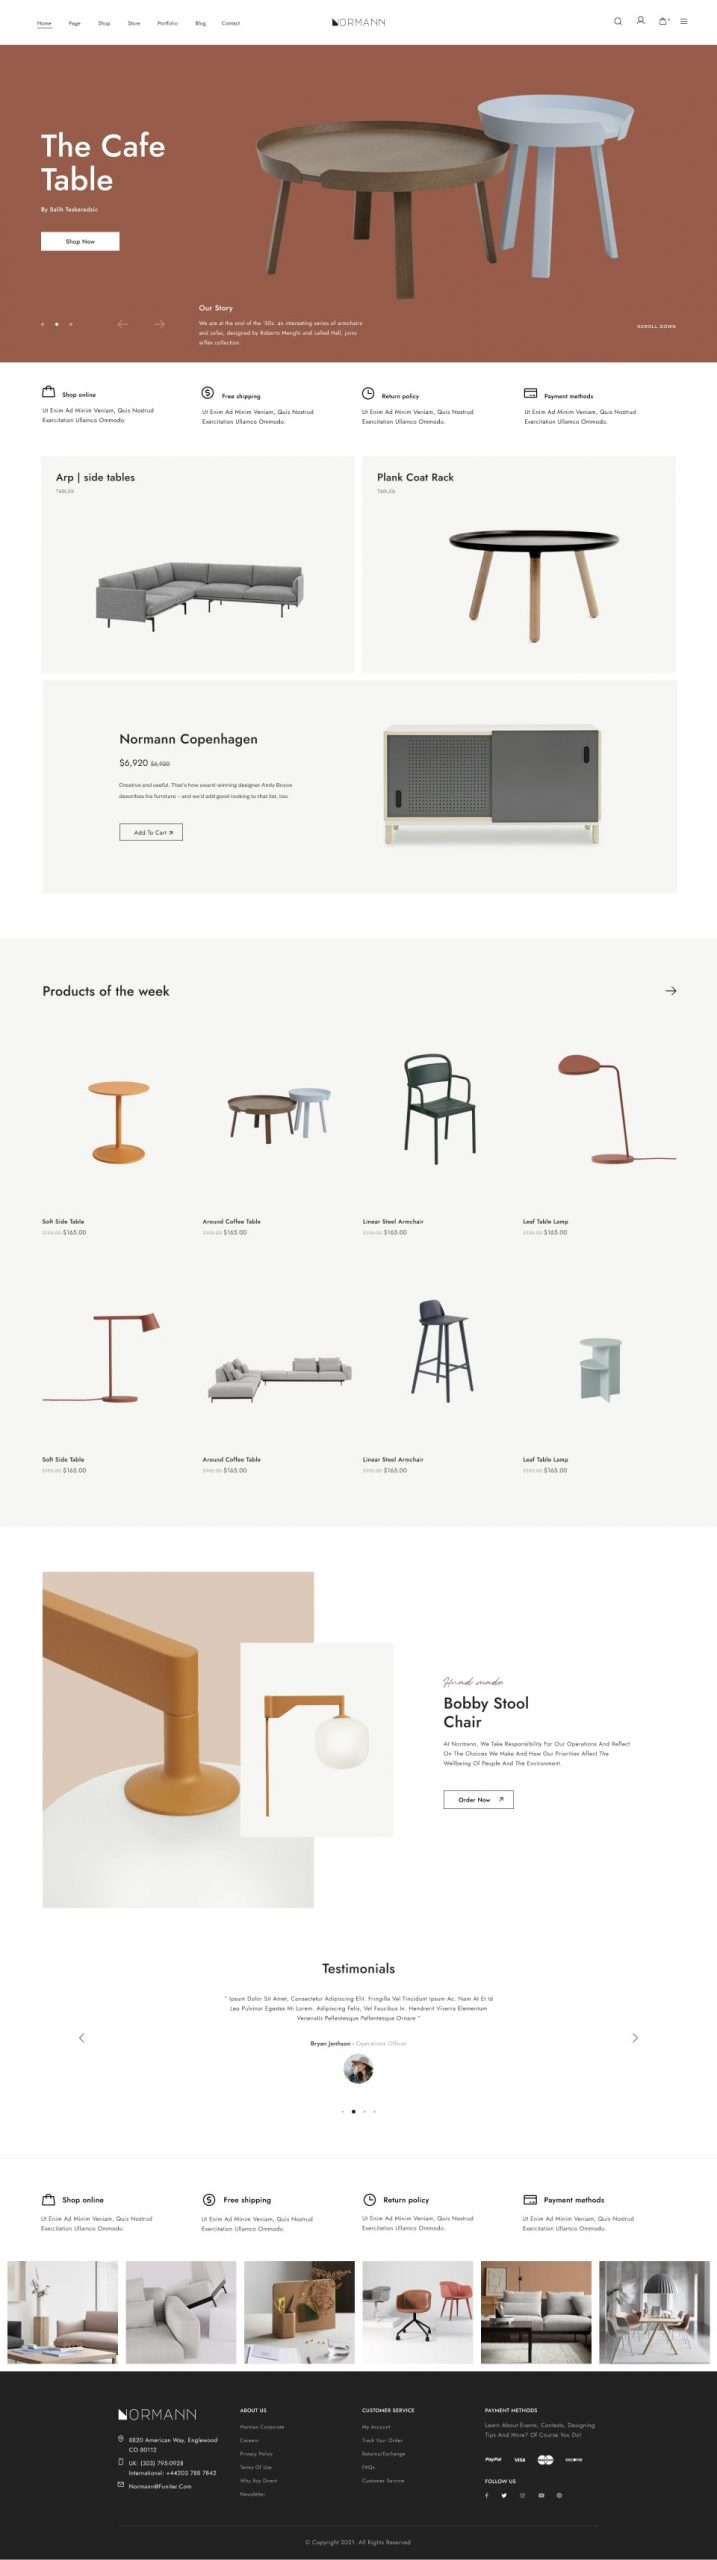 Home Page Shop Store Portfolio Blog Contact
NORMANN
0
The Cafe
Table
By Salih Teskeredzic
Shop Now
Our Story
We are at the end of the '50s: an interesting series of armchairs
and sofas, designed by Roberto Menghi and called Hall, joins
arflex collection.
SCROLL DOWN
Shop online
Ut Enim Ad Minim Veniam, Quis Nostrud
Exercitation Ullamco Ommodo.
Free shipping
Ut Enim Ad Minim Veniam, Quis Nostrud
Exercitation Ullamco Ommodo.
Return policy
Ut Enim Ad Minim Veniam, Quis Nostrud
Exercitation Ullamco Ommodo.
Payment methods
Ut Enim Ad Minim Veniam, Quis Nostrud
Exercitation Ullamco Ommodo.
Arp | side tables
TABLES
Plank Coat Rack
TABLES
Normann Copenhagen
$6,920 $6,920
Creative and useful. That's how award-winning designer Andy Boyce
describes his furniture – and we'd add good-looking to that list, too.
Add To Cart
Products of the week
Soft Side Table
$198.00 $165.00
Around Coffee Table
$198.00 $165.00
Linear Steel Armchair
$198.00 $165.00
Leaf Table Lamp
$198.00 $165.00
Soft Side Table
$198.00 $165.00
Around Coffee Table
$198.00 $165.00
Linear Steel Armchair
$198.00 $165.00
Leaf Table Lamp
$198.00 $165.00
Hnad made
Bobby Stool
Chair
At Normann, We Take Responsibility For Our Operations And Reflect
On The Choices We Make And How Our Priorities Affect The
Wellbeing Of People And The Environment.
Order Now
Testimonials
" Ipsum Dolor Sit Amet, Consectetur Adipiscing Elit. Fringilla Vel Tincidunt Ipsum Ac. Nam At Et Id
Leo Pulvinar Egestas Mi Lorem. Adipiscing Felis, Vel Faucibus In. Hendrerit Viverra Elementum
Venenatis Pellentesque Pellentesque Ornare "
Bryan Jonhson - Operations Officer
Shop online
Ut Enim Ad Minim Veniam, Quis Nostrud
Exercitation Ullamco Ommodo.
Free shipping
Ut Enim Ad Minim Veniam, Quis Nostrud
Exercitation Ullamco Ommodo.
Return policy
Ut Enim Ad Minim Veniam, Quis Nostrud
Exercitation Ullamco Ommodo.
Payment methods
Ut Enim Ad Minim Veniam, Quis Nostrud
Exercitation Ullamco Ommodo.
NORMANN
8820 American Way, Englewood
CO 80112
UK: (303) 795-0928
International: +44203 788 7842
Normann@Funiter.Com
ABOUT US
Norman Corporate
Careers
Privacy Policy
Terms Of Use
Why Buy Direct
Newsletter
CUSTOMER SERVICE
My Account
Track Your Order
Returns/Exchange
FAQs
Customer Service
PAYMENT METHODS
Learn About Events, Contests, Designing
Tips And More? Of Course You Do!
PayPal VISA MasterCard DISCOVER
FOLLOW US
© Copyright 2021. All Rights Reserved